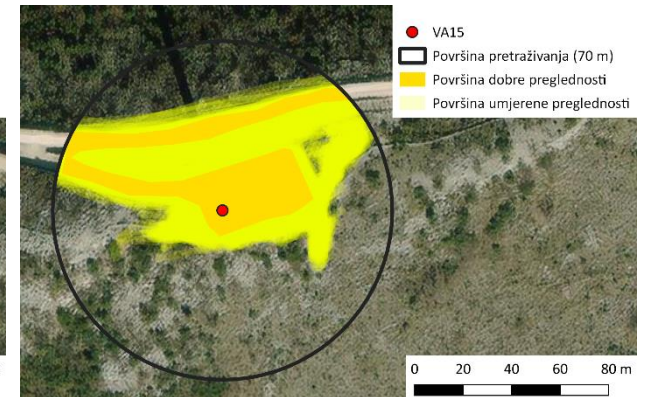 VA15
Površina pretraživanja (70 m)
Površina dobre preglednosti
Površina umjerene preglednosti
0 20 40 60 80 m